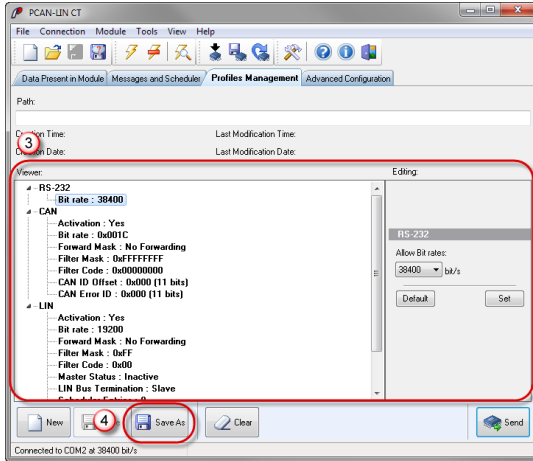 PCAN-LIN CT
File Connection Module Tools View Help
Data Present in Module Messages and Scheduler Profiles Management Advanced Configuration
Path:
Time: Last Modification Time:
3
Date: Last Modification Date:
Viewer: Editing:
RS-232
Bit rate : 38400
CAN
Activation : Yes
Bit rate : 0x001C
Forward Mask : No Forwarding
Filter Mask : 0xFFFFFFFF
Filter Code : 0x00000000
CAN ID Offset : 0x000 (11 bits)
CAN Error ID : 0x000 (11 bits)
LIN
Activation : Yes
Bit rate : 19200
Forward Mask : No Forwarding
Filter Mask : 0xFF
Filter Code : 0x00
Master Status : Inactive
LIN Bus Termination : Slave
RS-232
Allow Bit rates:
38400 bit/s
Default Set
New 4 Save As Clear Send
Connected to COM2 at 38400 bit/s